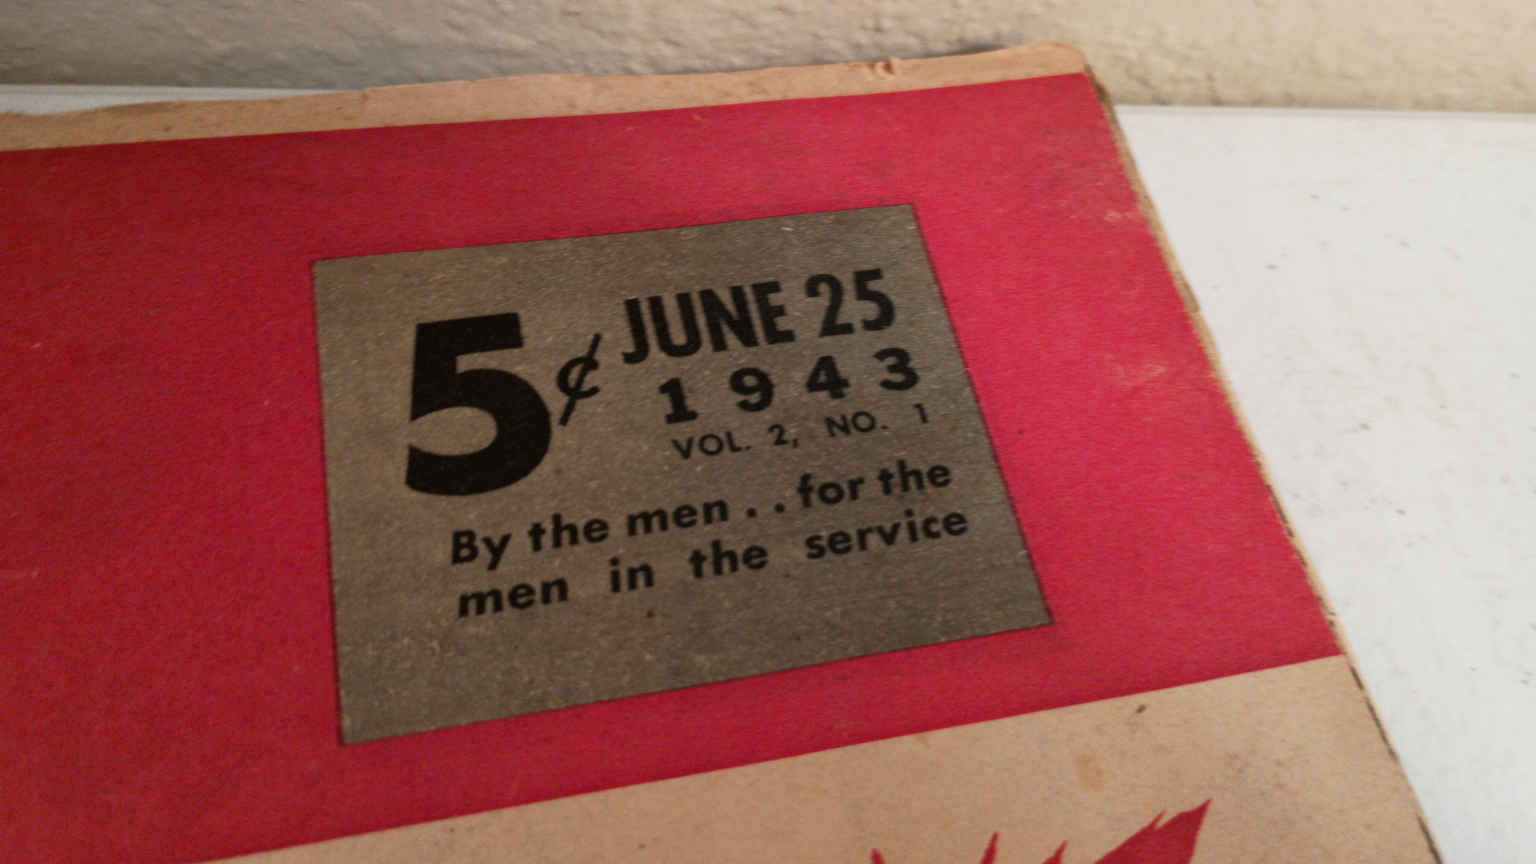 5¢ JUNE 25
1943
VOL. 2, NO. 1
By the men . . for the
men in the service